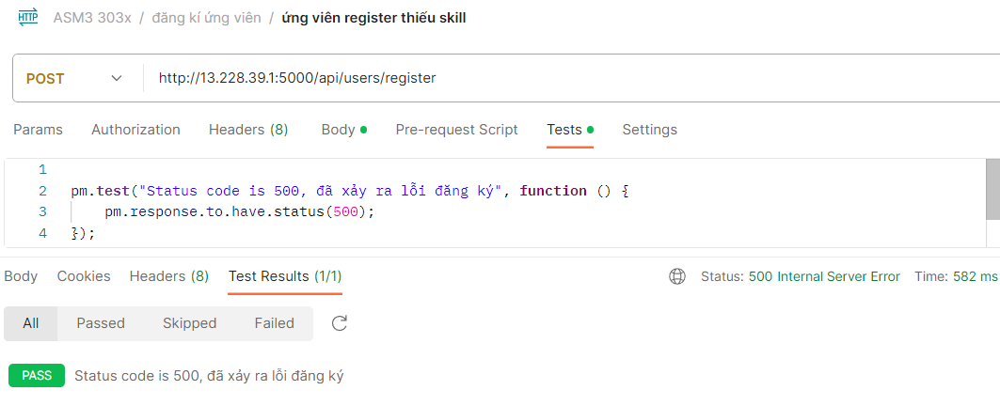 HTTP ASM3 303x / đăng kí ứng viên / ứng viên register thiếu skill
POST http://13.228.39.1:5000/api/users/register
Params Authorization Headers (8) Body Pre-request Script Tests Settings
1
2 pm.test("Status code is 500, đã xảy ra lỗi đăng ký", function () {
3 pm.response.to.have.status(500);
4 });
Body Cookies Headers (8) Test Results (1/1) Status: 500 Internal Server Error Time: 582 ms
All Passed Skipped Failed
PASS Status code is 500, đã xảy ra lỗi đăng ký